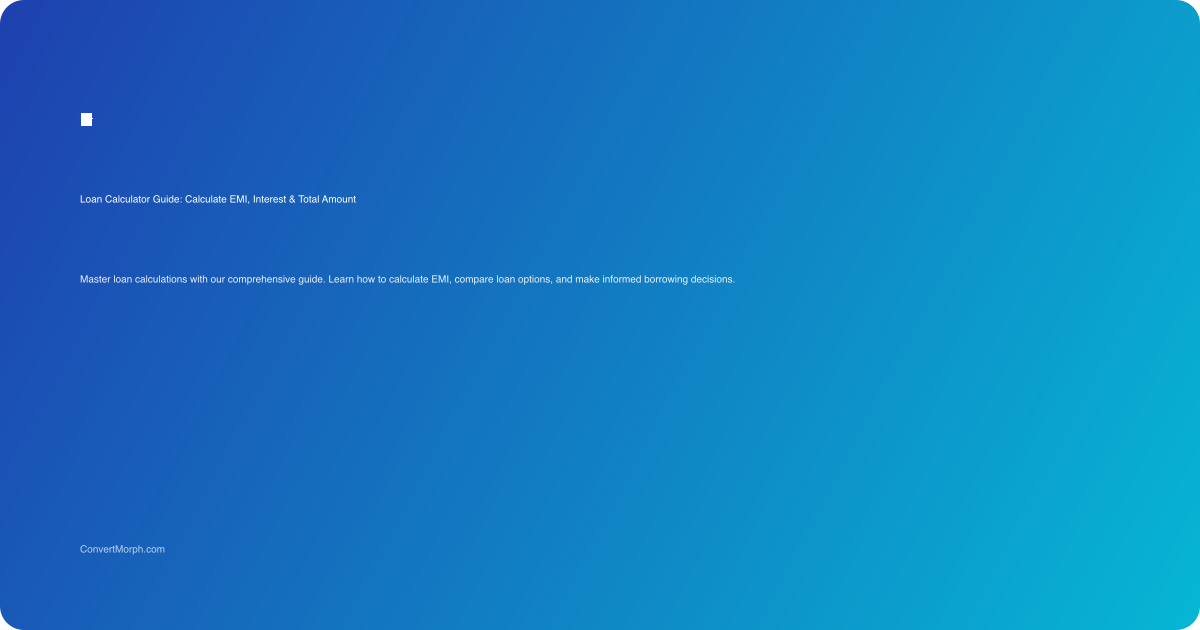 Loan Calculator Guide: Calculate EMI, Interest & Total Amount
Master loan calculations with our comprehensive guide. Learn how to calculate EMI, compare loan options, and make informed borrowing decisions.
ConvertMorph.com